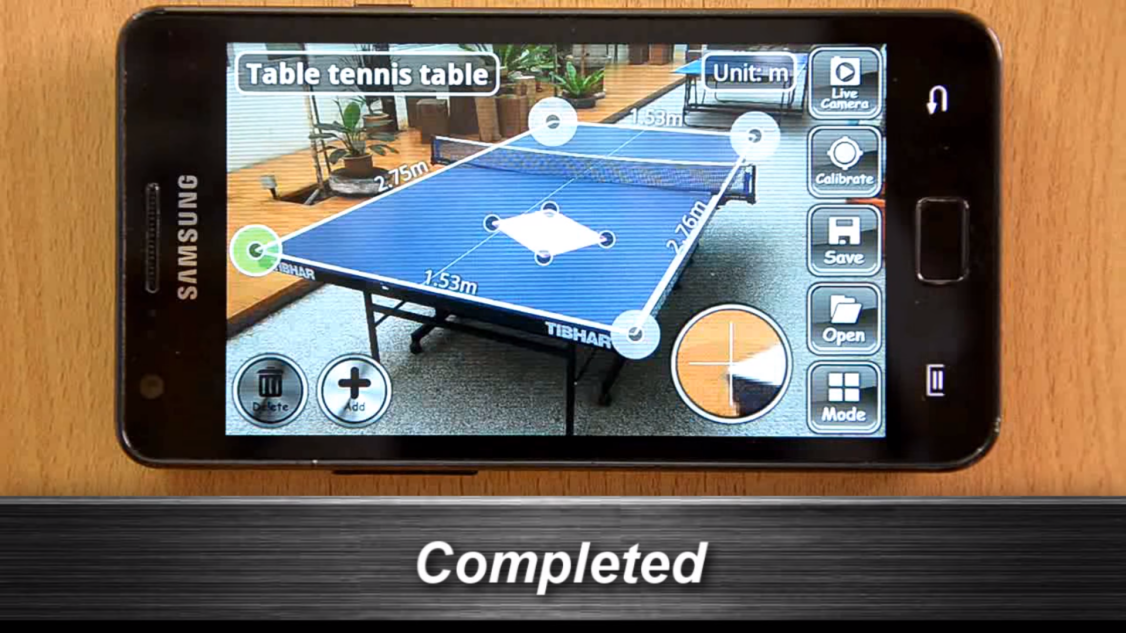 Table tennis table
Unit: m
Live
Camera
1.53m
Calibrate
2.75m
SAMSUNG
2.76m
Save
TIBHAR
1.53m
TIBHAR
Open
Delete
Add
Mode
Completed